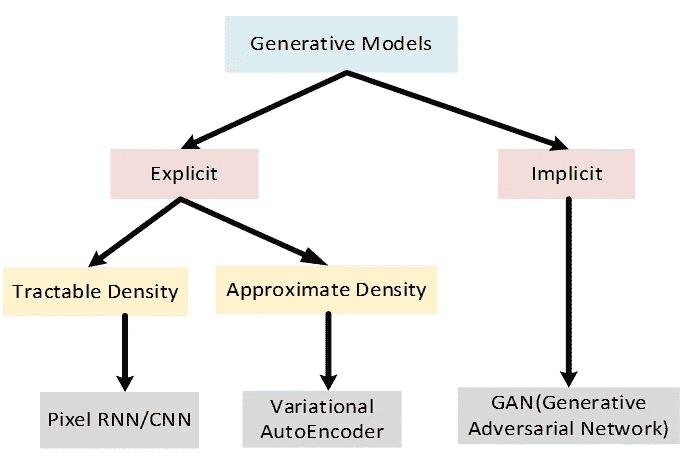 Generative Models
Explicit
Implicit
Tractable Density
Approximate Density
Pixel RNN/CNN
Variational
AutoEncoder
GAN(Generative
Adversarial Network)